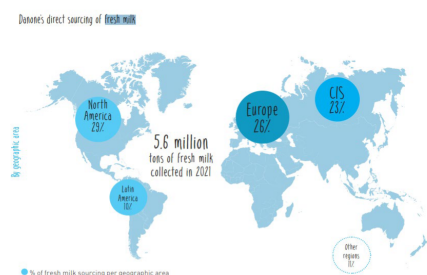 Danone's direct sourcing of fresh milk
North
America
29%
Europe
26%
CIS
23%
5.6 million
tons of fresh milk
collected in 2021
Latin
America
10%
Other
regions
By geographic area
% of fresh milk sourcing per geographic area